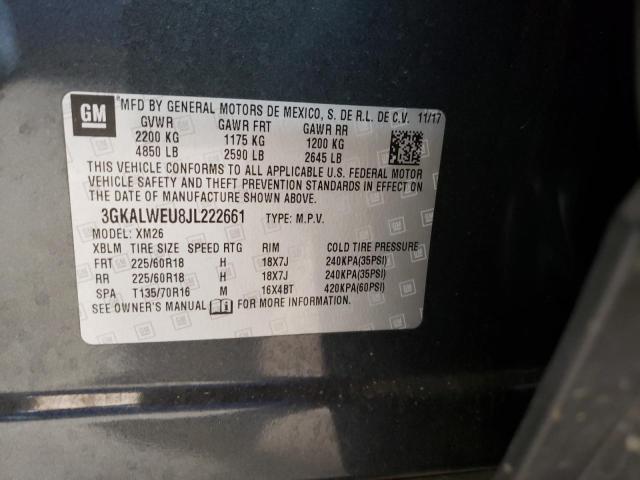 GM
MFD BY GENERAL MOTORS DE MEXICO, S. DE R.L. DE C.V. 11/17
GVWR GAWR FRT GAWR RR
2200 KG 1175 KG 1200 KG
4850 LB 2590 LB 2645 LB
THIS VEHICLE CONFORMS TO ALL APPLICABLE U.S. FEDERAL MOTOR
VEHICLE SAFETY AND THEFT PREVENTION STANDARDS IN EFFECT ON
THE DATE OF MANUFACTURE SHOWN ABOVE.
3GKALWEU8JL222661 TYPE: M.P.V.
MODEL: XM26
XBLM TIRE SIZE SPEED RTG RIM COLD TIRE PRESSURE
FRT 225/60R18 H 18X7J 240KPA(35PSI)
RR 225/60R18 H 18X7J 240KPA(35PSI)
SPA T135/70R16 M 16X4BT 420KPA(60PSI)
SEE OWNER'S MANUAL FOR MORE INFORMATION